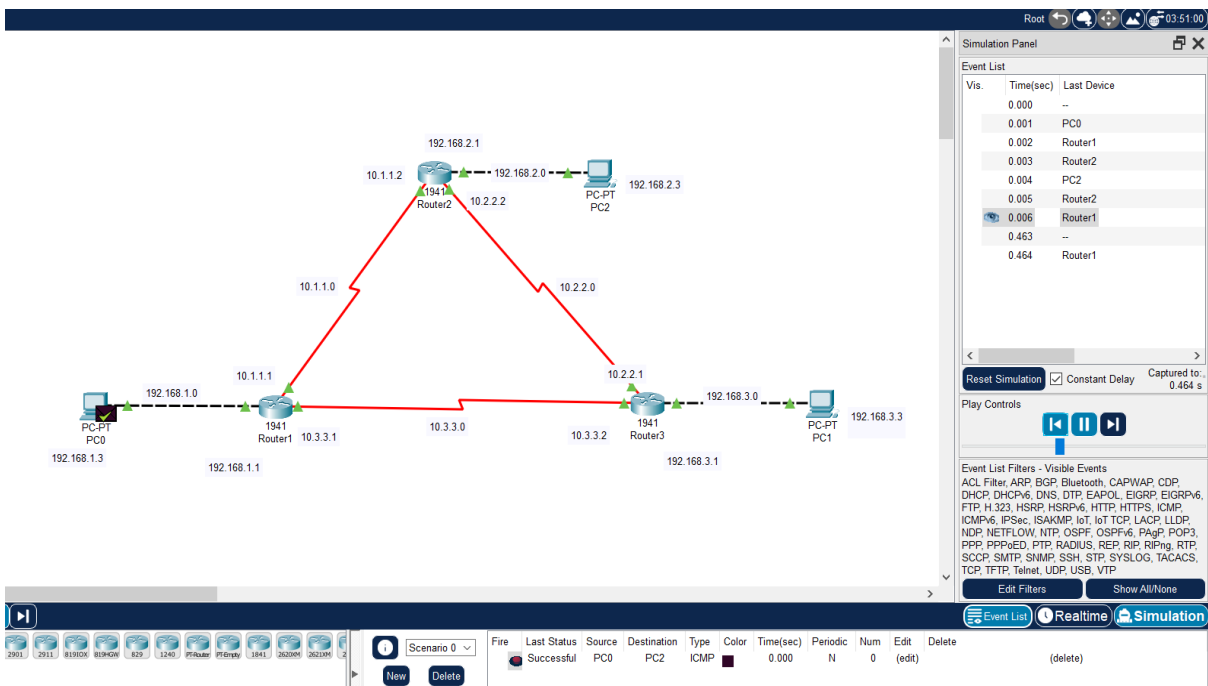 Root
03:51:00
Simulation Panel
Event List
Vis. Time(sec) Last Device
0.000 --
0.001 PC0
0.002 Router1
0.003 Router2
0.004 PC2
0.005 Router2
0.006 Router1
0.463 --
0.464 Router1
Reset Simulation Constant Delay Captured to:
0.464 s
Play Controls
Event List Filters - Visible Events
ACL Filter, ARP, BGP, Bluetooth, CAPWAP, CDP,
DHCP, DHCPv6, DNS, DTP, EAPOL, EIGRP, EIGRPv6,
FTP, H.323, HSRP, HSRPv6, HTTP, HTTPS, ICMP,
ICMPv6, IPSec, ISAKMP, IoT, IoT TCP, LACP, LLDP,
NDP, NETFLOW, NTP, OSPF, OSPFv6, PAgP, POP3,
PPP, PPPoED, PTP, RADIUS, REP, RIP, RIPng, RTP,
SCCP, SMTP, SNMP, SSH, STP, SYSLOG, TACACS,
TCP, TFTP, Telnet, UDP, USB, VTP
Edit Filters Show All/None
Event List Realtime Simulation
192.168.2.1
10.1.1.2
192.168.2.0
1941
Router2
10.2.2.2
PC-PT
PC2
192.168.2.3
10.1.1.0
10.2.2.0
10.1.1.1
10.2.2.1
192.168.1.0
192.168.3.0
PC-PT
PC0
192.168.1.3
1941
Router1
10.3.3.1
192.168.1.1
10.3.3.0
10.3.3.2
1941
Router3
192.168.3.1
PC-PT
PC1
192.168.3.3
2901 2911 819IOX 819HGW 829 1240 PT-Router PT-Empty 1841 2620XM 2621XM
Scenario 0
New Delete
Fire Last Status Source Destination Type Color Time(sec) Periodic Num Edit Delete
Successful PC0 PC2 ICMP 0.000 N 0 (edit) (delete)